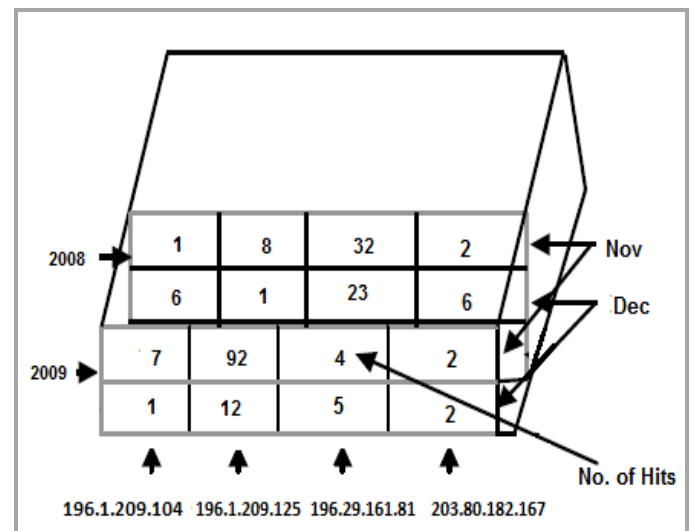 1 8 32 2
2008 Nov
6 1 23 6
Dec
7 92 4 2
2009
1 12 5 2
No. of Hits
196.1.209.104 196.1.209.125 196.29.161.81 203.80.182.167